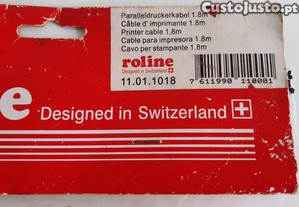 CustoJusto.pt
Paralleldruckerkabel 1.8m
Câble d' imprimante 1.8m
Printer cable 1.8m
Cable para impresora 1.8m
Cavo per stampante 1.8m
roline
Designed in Switzerland
11.01.1018
7 611990 110001
e Designed in Switzerland